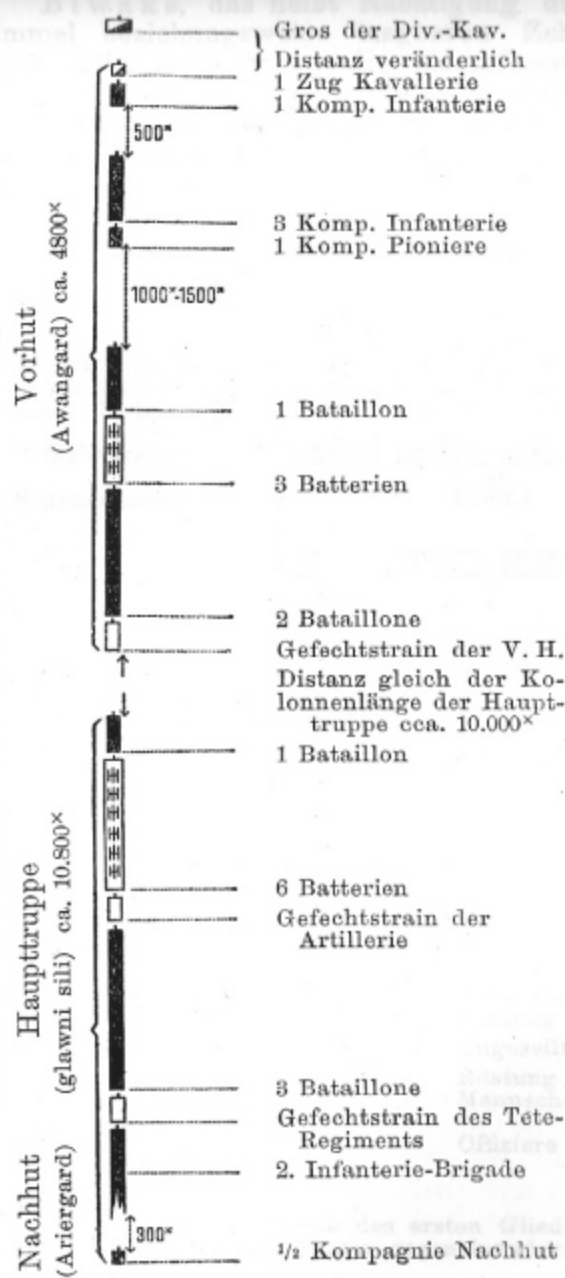 Gros der Div.-Kav.
Distanz veränderlich
1 Zug Kavallerie
1 Komp. Infanterie
500×
3 Komp. Infanterie
1 Komp. Pioniere
1000×-1500×
Vorhut
(Awangard) ca. 4800×
1 Bataillon
3 Batterien
2 Bataillone
Gefechtstrain der V. H.
Distanz gleich der Ko-
lonnenlänge der Haupt-
truppe cca. 10.000×
1 Bataillon
6 Batterien
Gefechtstrain der
Artillerie
Haupttruppe
(glawni sili) ca. 10.800×
3 Bataillone
Gefechtstrain des Tete-
Regiments
2. Infanterie-Brigade
Nachhut
(Ariergard)
300×
1/2 Kompagnie Nachhut